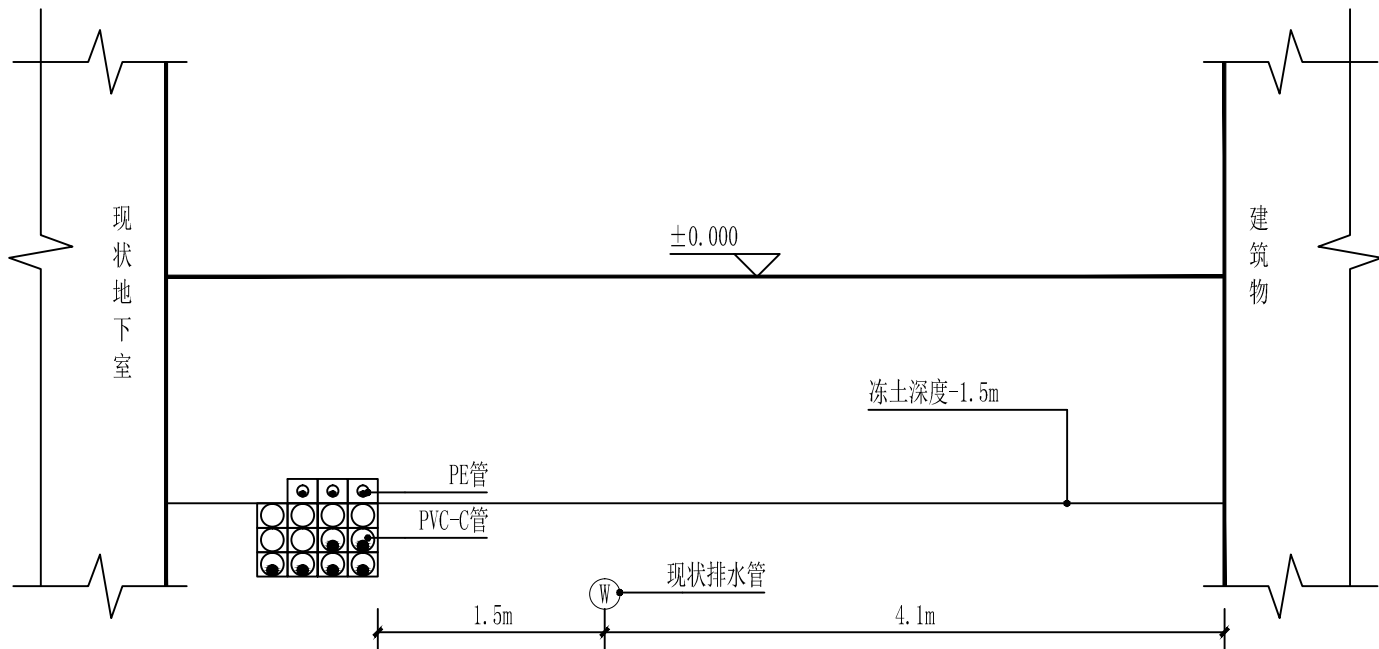 现状地下室
±0.000
建筑物
冻土深度-1.5m
PE管
PVC-C管
现状排水管
W
1.5m
4.1m